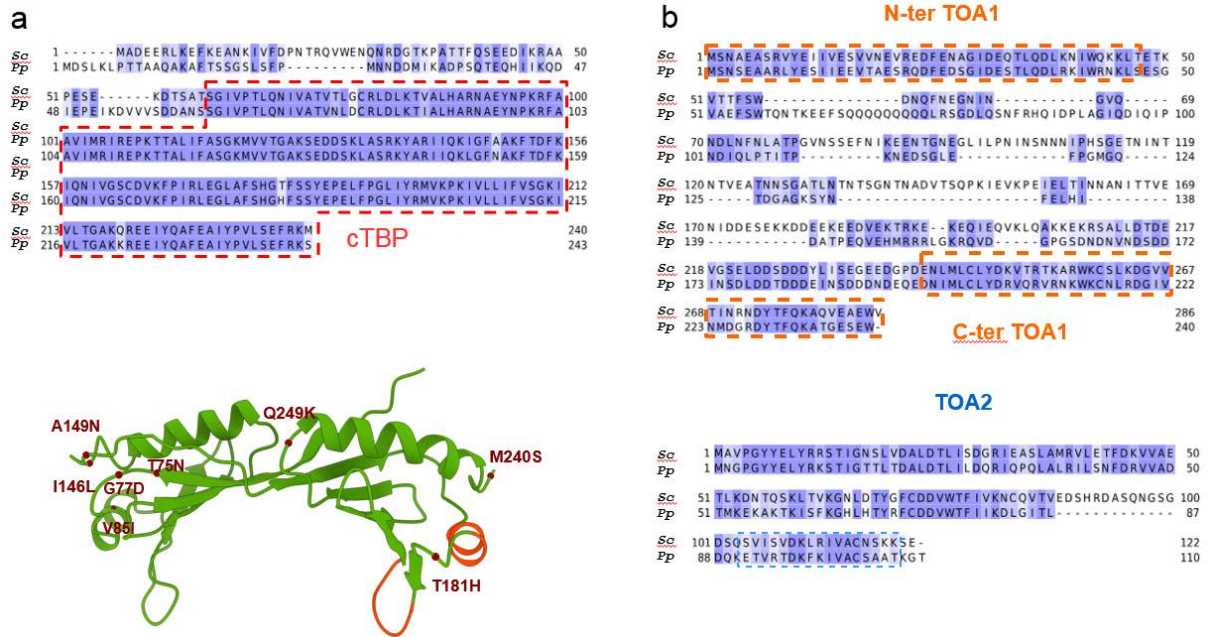 a
Sc 1 ------MADEERLKEFKEANKIVFDPNTRQVWENQNRDGTKPATTFQSEEDIKRAA 50
Pp 1 MDSLKLPTTAAQAKAFTSSGSLSFP---------MNNDDMIKADPSQTEQHIIKQD 47
Sc 51 PESE----KDTSATSGIVPTLQNIVATVTLGCRLDLKTVALHARNAEYNPKRFA 100
Pp 48 IEPEIKDVVVSDDANSSGIVPTLQNIVATVNLDCRLDLKTIALHARNAEYNPKRFA 103
Sc 101 AVIMRIREPKTTALIFASGKMVVTGAKSEDDSKLASRKYARIIQKIGFAAKFTDFK 156
Pp 104 AVIMRIREPKTTALIFASGKMVVTGAKSEDDSKLASRKYARIIQKLGFNAKFTDFK 159
Sc 157 IQNIVGSCDVKFPIRLEGLAFSHGTFSSYEPELFPGLIYRMVKPKIVLLIFVSGKI 212
Pp 160 IQNIVGSCDVKFPIRLEGLAFSHGHFSSYEPELFPGLIYRMVKPKIVLLIFVSGKI 215
Sc 213 VLTGAKQREEIYQAFEAIYPVLSEFRKM 240
Pp 216 VLTGAKKREEIYQAFEAIYPVLSEFRKS 243
cTBP
Q249K
A149N
T75N
M240S
I146L
G77D
V85I
T181H
b
N-ter TOA1
Sc 1 MSNAEASRVYEIIVESVVNEVREDFENAGIDEQTLQDLKNIWQKKLTETK 50
Pp 1 MSNSEAARLYESIIEEVTAESRQDFEDSGIDESTLQDLRKIWRNKLSESG 50
Sc 51 VTTFSW------------DNQFNEGNIN--------GVQ---- 69
Pp 51 VAEFSWTQNTKEEFSQQQQQQQQQLRSGDLQSNFRHQIDPLAGIQDIQIP 100
Sc 70 NDLNFNLATPGVNSSEFNIKEENTGNEGLILPNINSNNNIPHSGETNINT 119
Pp 101 NDIQLPTITP--------KNEDSGLE---------FPGMGQ---- 124
Sc 120 NTVEATNNSGATLNTNTSGNTNADVTSQPKIEVKPEIELTINNANITTVE 169
Pp 125 ----TDGAGKSYN----------------------FELHI--------- 138
Sc 170 NIDDESEKKDDEEKEEDVEKTRKE--KEQIEQVKLQAKKEKRSALLDTDE 217
Pp 139 ----------DATPEQVEHMRRRLGKRQVD-----GPGSDNDNVNDSDD 172
Sc 218 VGSELDDSDDDYLISEGEEDGPDENLMLCLYDKVTRTKARWKCSLKDGVV 267
Pp 173 INSDLDDTDDDEINSDDDNDEQEDNIMLCLYDRVQRVRNKWKCNLRDGIV 222
Sc 268 TINRNDYTFQKAQVEAEWV 286
Pp 223 NMDGRDYTFQKATGESEW- 240
C-ter TOA1
TOA2
Sc 1 MAVPGYYELYRRSTIGNSLVDALDTLISDGRIEASLAMRVLETFDKVVAE 50
Pp 1 MNGPGYYELYRRSTIGTTLTDALDTLILDQRIQPQLALRILSNFDRVVAD 50
Sc 51 TLKDNTQSKLTVKGNLDTYGFCDDVWTFIVKNCQVTVEDSHRDASQNGSG 100
Pp 51 TMKEKAKTKISFKGHLHTYRFCDDVWTFIIKDLGITL------------- 87
Sc 101 DSQSVISVDKLRIVACNSKKSE- 122
Pp 88 DQKETVRTDKFKIVACSAATKGT 110